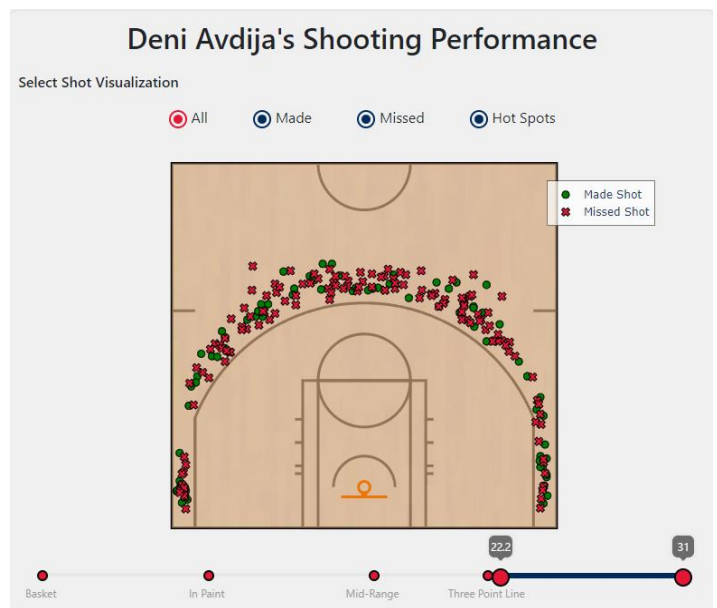 Deni Avdija's Shooting Performance
Select Shot Visualization
All Made Missed Hot Spots
Made Shot
Missed Shot
22.2 31
Basket In Paint Mid-Range Three Point Line